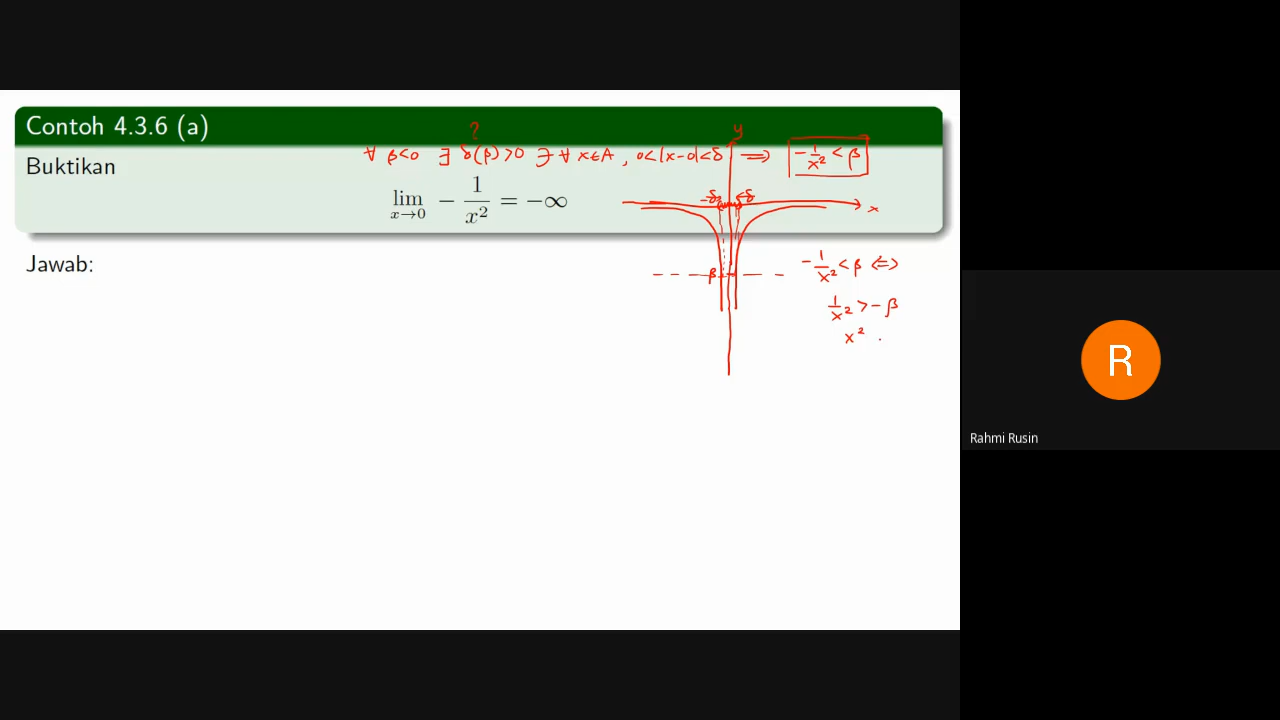 Contoh 4.3.6 (a)
?
∀ β<0 ∃ δ(β)>0 ∋ ∀ x∈A , 0<|x-0|<δ ⟹ -1/x² < β
Buktikan
lim x→0 - 1/x² = -∞
y
-δ δ
x
β
Jawab:
-1/x² < β ⟺
1/x² > -β
x²
R
Rahmi Rusin